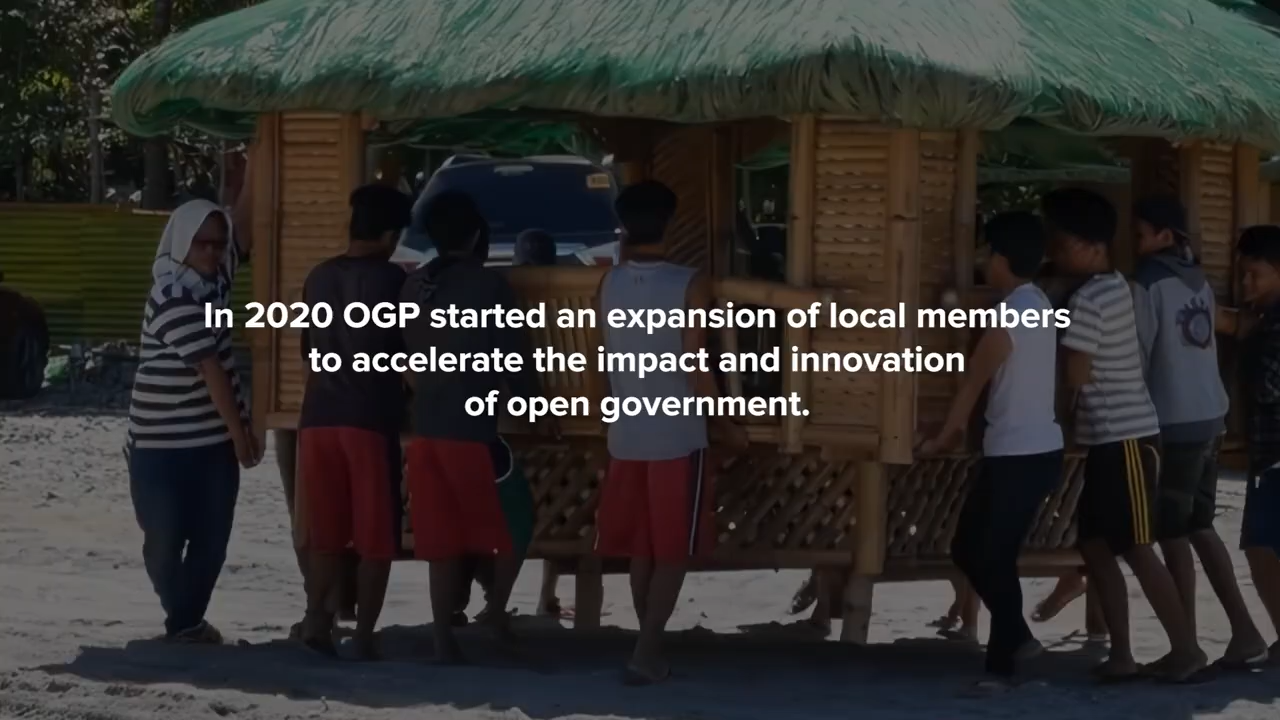 In 2020 OGP started an expansion of local members
to accelerate the impact and innovation
of open government.